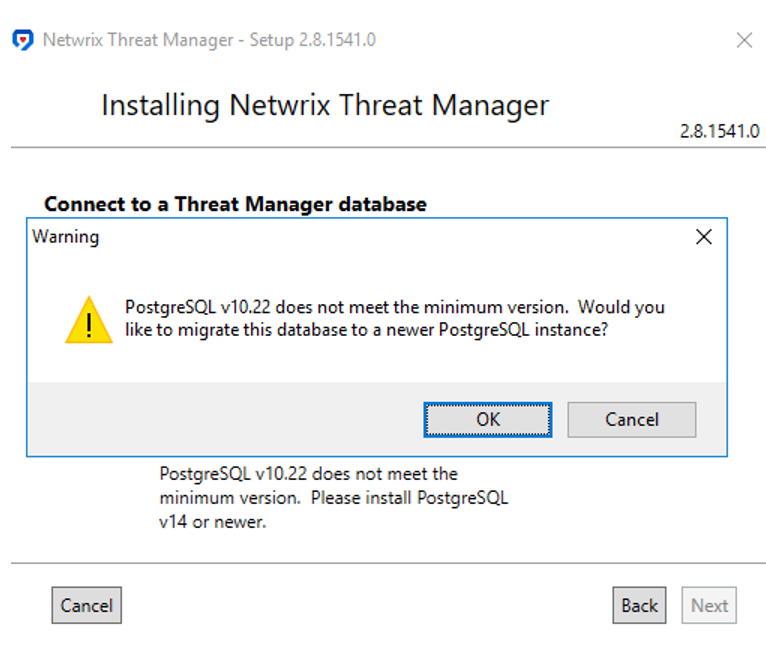 Netwrix Threat Manager - Setup 2.8.1541.0
Installing Netwrix Threat Manager
2.8.1541.0
Connect to a Threat Manager database
Warning
PostgreSQL v10.22 does not meet the minimum version.  Would you
like to migrate this database to a newer PostgreSQL instance?
OK
Cancel
PostgreSQL v10.22 does not meet the
minimum version.  Please install PostgreSQL
v14 or newer.
Cancel
Back
Next